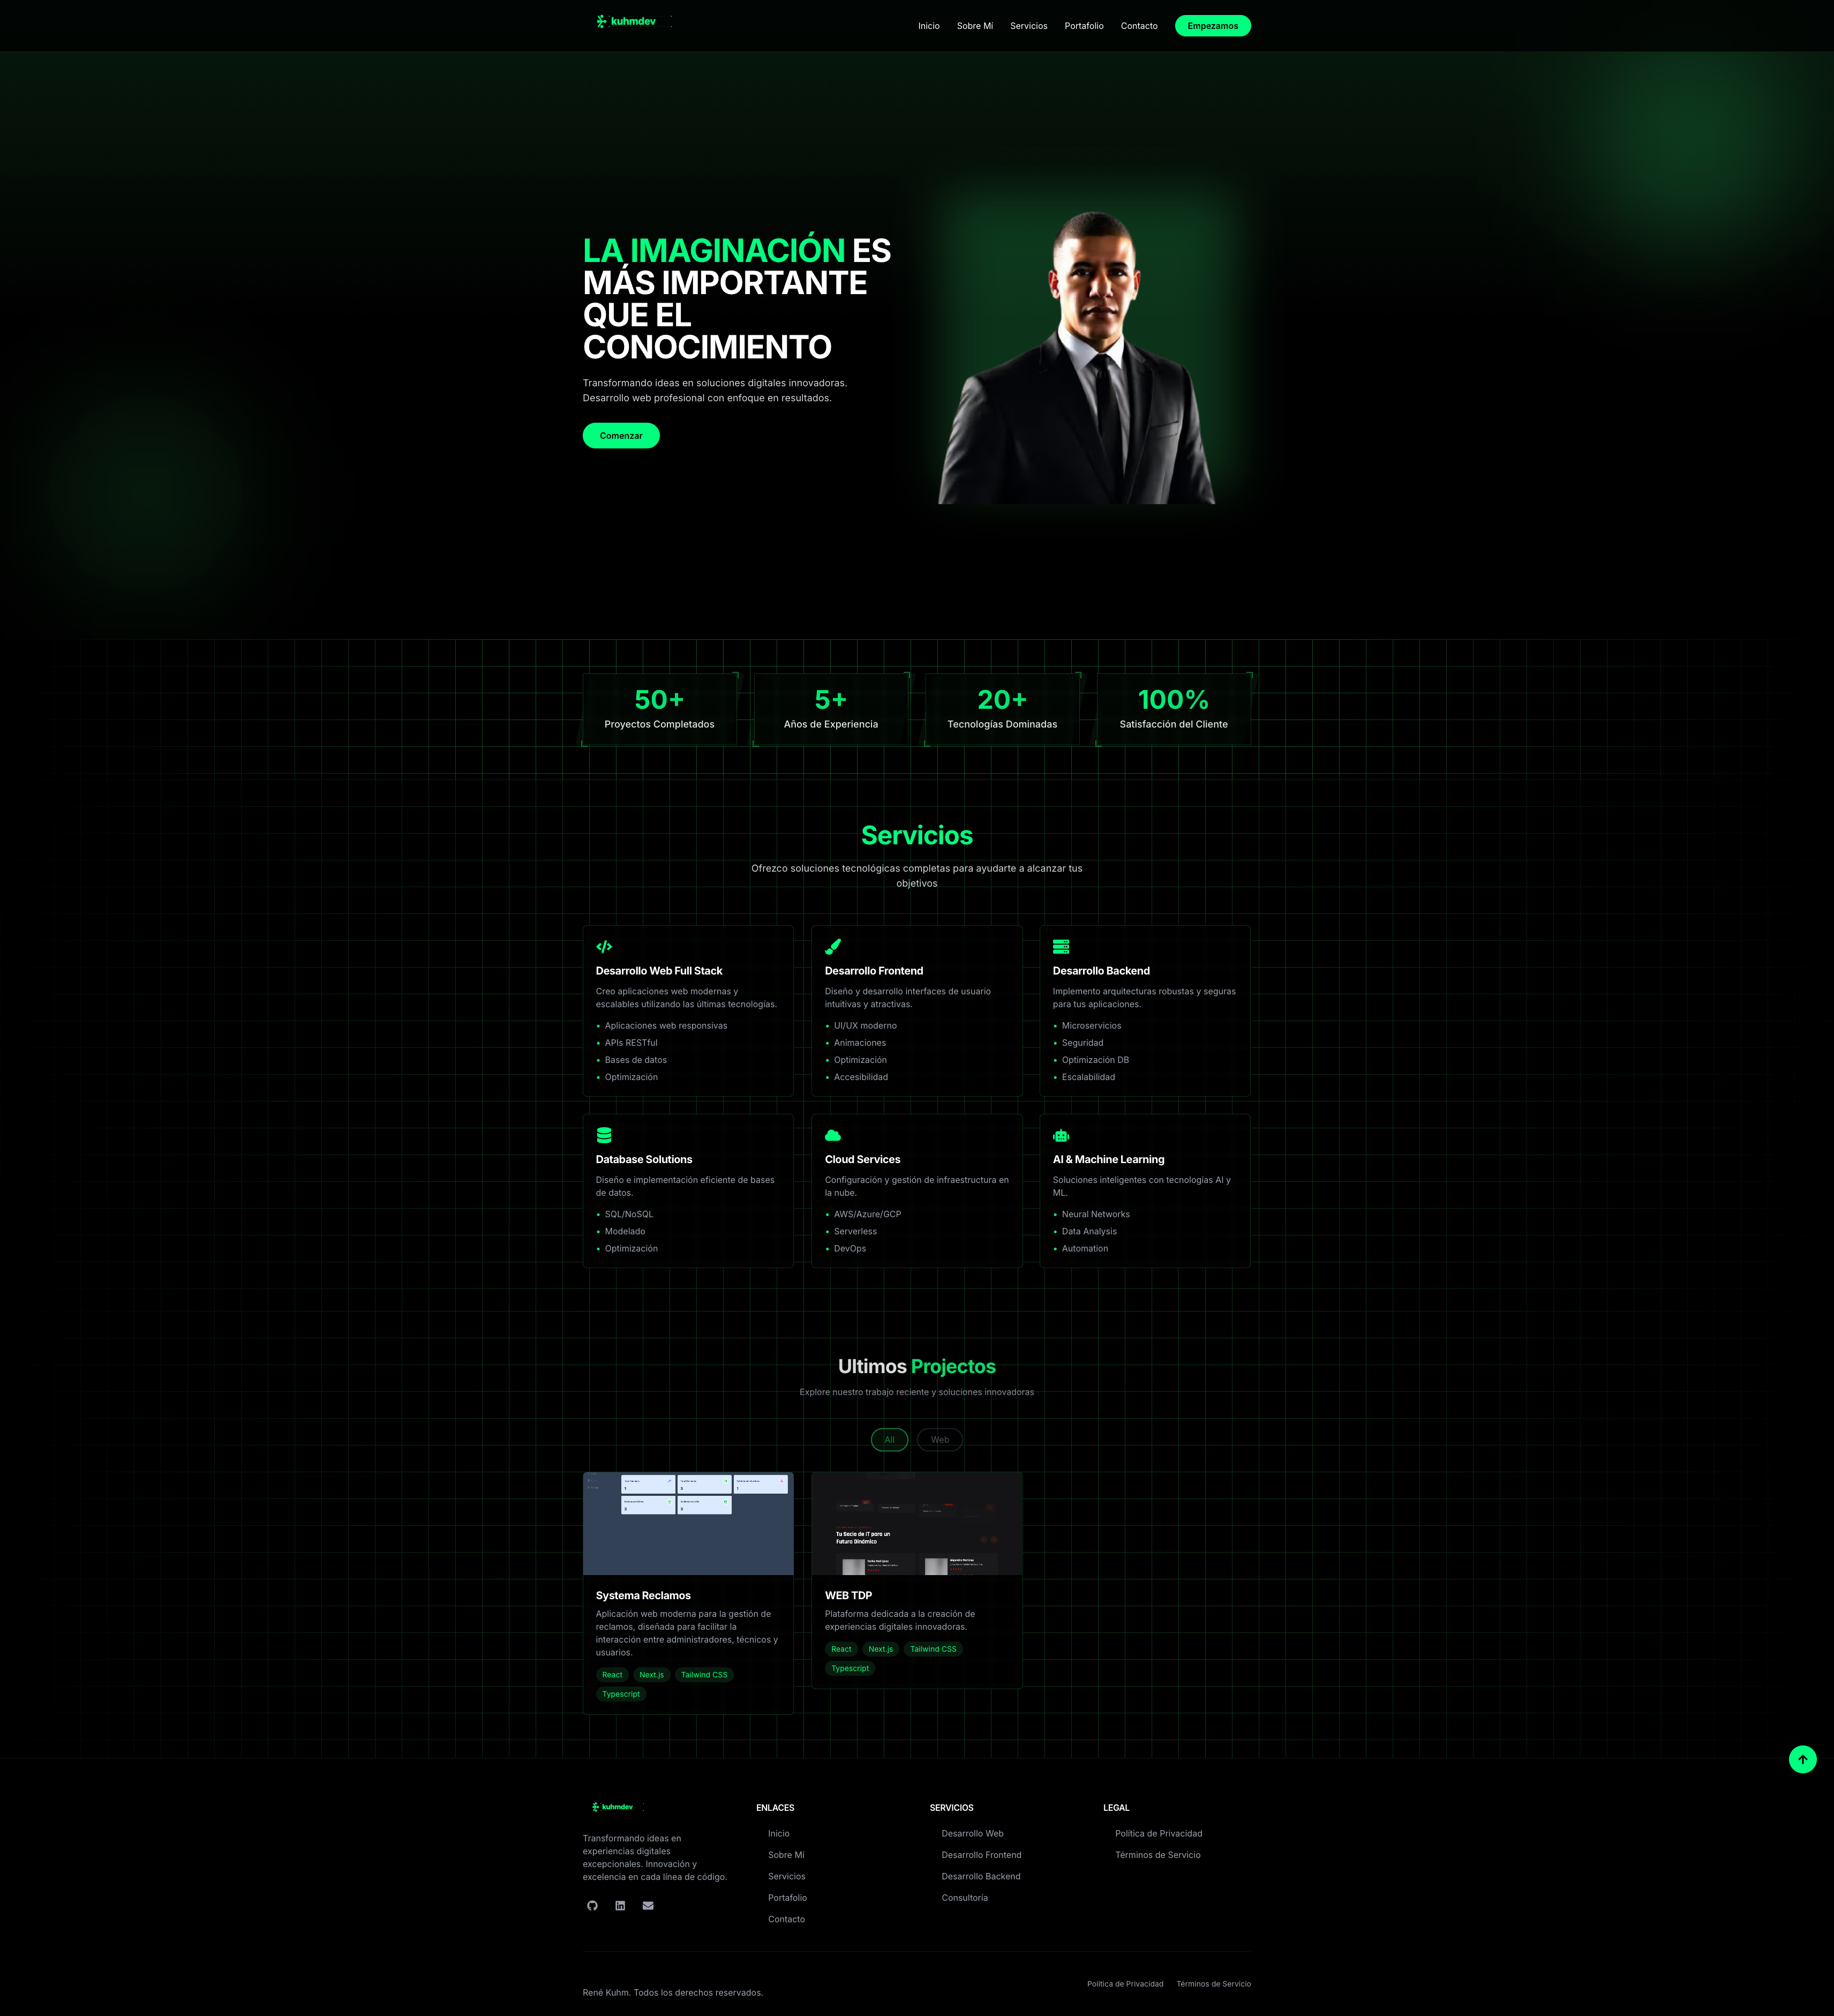 kuhmdev
Inicio
Sobre Mí
Servicios
Portafolio
Contacto
Empezamos
LA IMAGINACIÓN ES
MÁS IMPORTANTE
QUE EL
CONOCIMIENTO
Transformando ideas en soluciones digitales innovadoras.
Desarrollo web profesional con enfoque en resultados.
Comenzar
50+
Proyectos Completados
5+
Años de Experiencia
20+
Tecnologías Dominadas
100%
Satisfacción del Cliente
Servicios
Ofrezco soluciones tecnológicas completas para ayudarte a alcanzar tus
objetivos
Desarrollo Web Full Stack
Creo aplicaciones web modernas y
escalables utilizando las últimas tecnologías.
• Aplicaciones web responsivas
• APIs RESTful
• Bases de datos
• Optimización
Desarrollo Frontend
Diseño y desarrollo interfaces de usuario
intuitivas y atractivas.
• UI/UX moderno
• Animaciones
• Optimización
• Accesibilidad
Desarrollo Backend
Implemento arquitecturas robustas y seguras
para tus aplicaciones.
• Microservicios
• Seguridad
• Optimización DB
• Escalabilidad
Database Solutions
Diseño e implementación eficiente de bases
de datos.
• SQL/NoSQL
• Modelado
• Optimización
Cloud Services
Configuración y gestión de infraestructura en
la nube.
• AWS/Azure/GCP
• Serverless
• DevOps
AI & Machine Learning
Soluciones inteligentes con tecnologías AI y
ML.
• Neural Networks
• Data Analysis
• Automation
Ultimos Projectos
Explore nuestro trabajo reciente y soluciones innovadoras
All
Web
Systema Reclamos
Aplicación web moderna para la gestión de
reclamos, diseñada para facilitar la
interacción entre administradores, técnicos y
usuarios.
React
Next.js
Tailwind CSS
Typescript
Tu Socio de IT para un
Futuro Dinámico
WEB TDP
Plataforma dedicada a la creación de
experiencias digitales innovadoras.
React
Next.js
Tailwind CSS
Typescript
kuhmdev
Transformando ideas en
experiencias digitales
excepcionales. Innovación y
excelencia en cada línea de código.
ENLACES
Inicio
Sobre Mí
Servicios
Portafolio
Contacto
SERVICIOS
Desarrollo Web
Desarrollo Frontend
Desarrollo Backend
Consultoría
LEGAL
Política de Privacidad
Términos de Servicio
René Kuhm. Todos los derechos reservados.
Política de Privacidad
Términos de Servicio